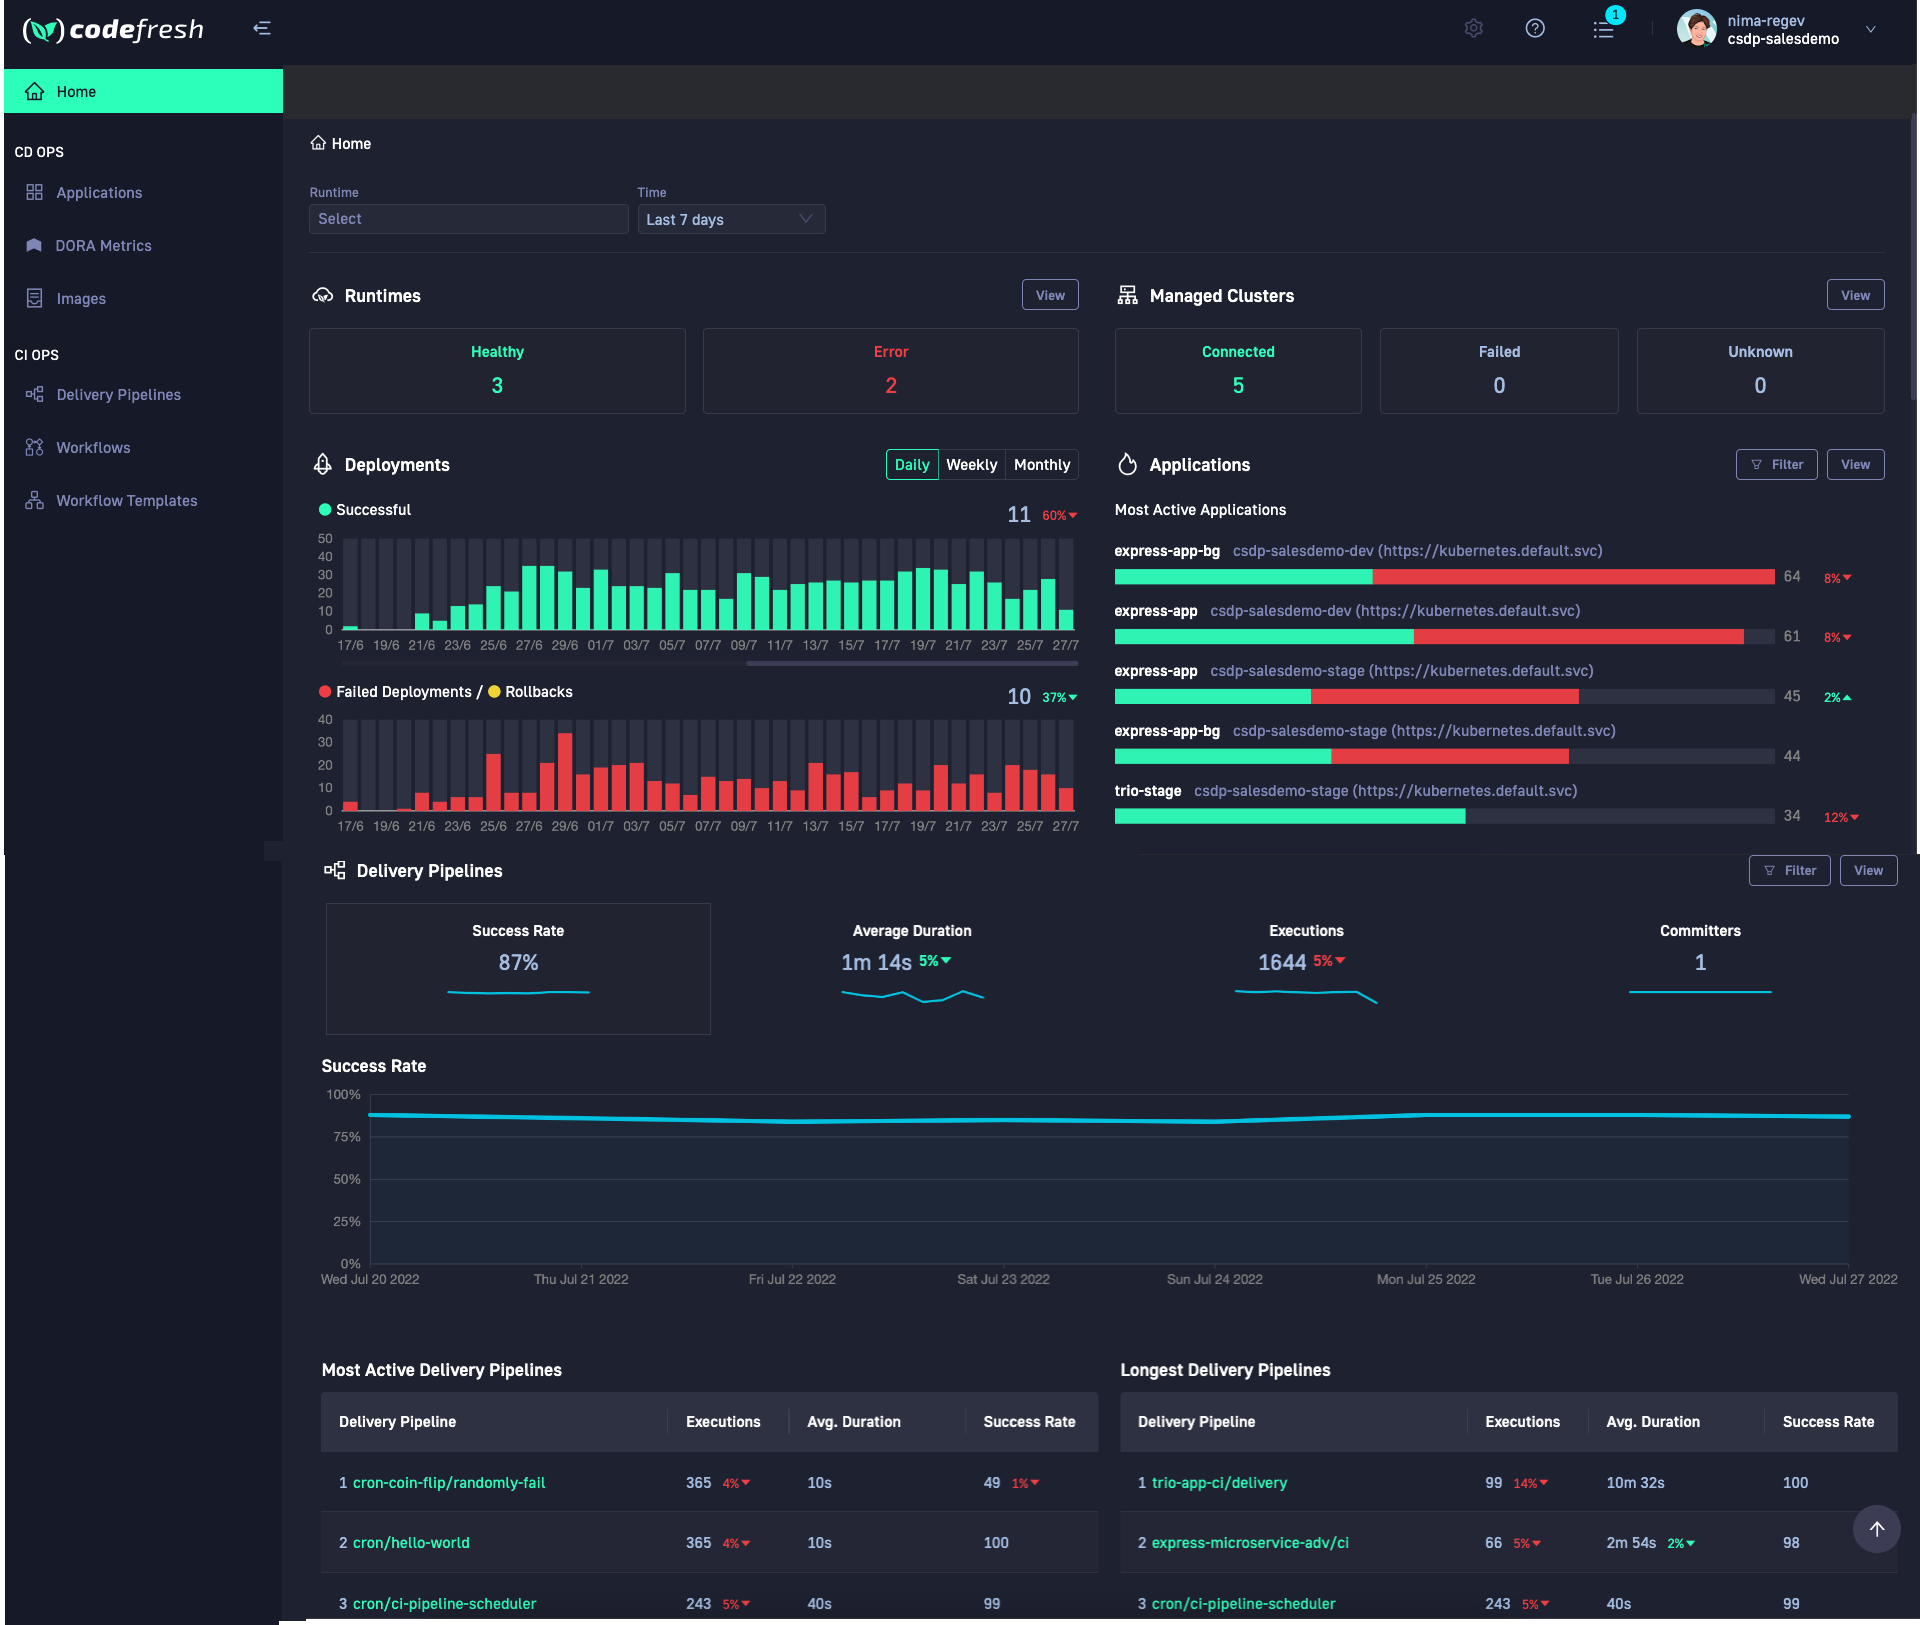 codefresh
1
nima-regev
csdp-salesdemo
Home
CD OPS
Applications
DORA Metrics
Images
CI OPS
Delivery Pipelines
Workflows
Workflow Templates
Home
Runtime
Time
Select
Last 7 days
Runtimes
View
Healthy
3
Error
2
Managed Clusters
View
Connected
5
Failed
0
Unknown
0
Deployments
Daily Weekly Monthly
Successful
11 60%
50
40
30
20
10
0
17/6 19/6 21/6 23/6 25/6 27/6 29/6 01/7 03/7 05/7 07/7 09/7 11/7 13/7 15/7 17/7 19/7 21/7 23/7 25/7 27/7
Failed Deployments / Rollbacks
10 37%
40
30
20
10
0
17/6 19/6 21/6 23/6 25/6 27/6 29/6 01/7 03/7 05/7 07/7 09/7 11/7 13/7 15/7 17/7 19/7 21/7 23/7 25/7 27/7
Applications
Filter
View
Most Active Applications
express-app-bg csdp-salesdemo-dev (https://kubernetes.default.svc)
64 8%
express-app csdp-salesdemo-dev (https://kubernetes.default.svc)
61 8%
express-app csdp-salesdemo-stage (https://kubernetes.default.svc)
45 2%
express-app-bg csdp-salesdemo-stage (https://kubernetes.default.svc)
44
trio-stage csdp-salesdemo-stage (https://kubernetes.default.svc)
34 12%
Delivery Pipelines
Filter
View
Success Rate
87%
Average Duration
1m 14s 5%
Executions
1644 5%
Committers
1
Success Rate
100%
75%
50%
25%
0%
Wed Jul 20 2022 Thu Jul 21 2022 Fri Jul 22 2022 Sat Jul 23 2022 Sun Jul 24 2022 Mon Jul 25 2022 Tue Jul 26 2022 Wed Jul 27 2022
Most Active Delivery Pipelines
Delivery Pipeline Executions Avg. Duration Success Rate
1 cron-coin-flip/randomly-fail 365 4% 10s 49 1%
2 cron/hello-world 365 4% 10s 100
3 cron/ci-pipeline-scheduler 243 5% 40s 99
Longest Delivery Pipelines
Delivery Pipeline Executions Avg. Duration Success Rate
1 trio-app-ci/delivery 99 14% 10m 32s 100
2 express-microservice-adv/ci 66 5% 2m 54s 2% 98
3 cron/ci-pipeline-scheduler 243 5% 40s 99